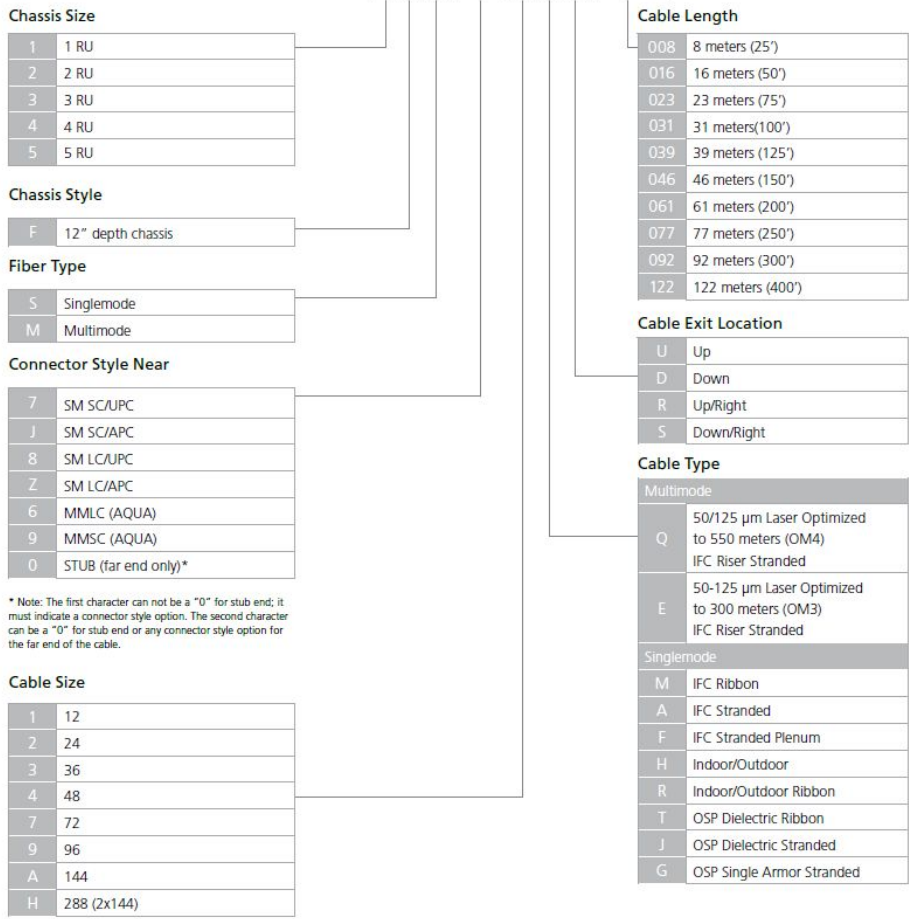 Chassis Size
1 1 RU
2 2 RU
3 3 RU
4 4 RU
5 5 RU
Chassis Style
F 12” depth chassis
Fiber Type
S Singlemode
M Multimode
Connector Style Near
7 SM SC/UPC
J SM SC/APC
8 SM LC/UPC
Z SM LC/APC
6 MMLC (AQUA)
9 MMSC (AQUA)
0 STUB (far end only)*
* Note: The first character can not be a “0” for stub end; it
must indicate a connector style option. The second character
can be a “0” for stub end or any connector style option for
the far end of the cable.
Cable Size
1 12
2 24
3 36
4 48
7 72
9 96
A 144
H 288 (2x144)
Cable Length
008 8 meters (25’)
016 16 meters (50’)
023 23 meters (75’)
031 31 meters(100’)
039 39 meters (125’)
046 46 meters (150’)
061 61 meters (200’)
077 77 meters (250’)
092 92 meters (300’)
122 122 meters (400’)
Cable Exit Location
U Up
D Down
R Up/Right
S Down/Right
Cable Type
Multimode
50/125 µm Laser Optimized
Q to 550 meters (OM4)
IFC Riser Stranded
50-125 µm Laser Optimized
E to 300 meters (OM3)
IFC Riser Stranded
Singlemode
M IFC Ribbon
A IFC Stranded
F IFC Stranded Plenum
H Indoor/Outdoor
R Indoor/Outdoor Ribbon
T OSP Dielectric Ribbon
J OSP Dielectric Stranded
G OSP Single Armor Stranded